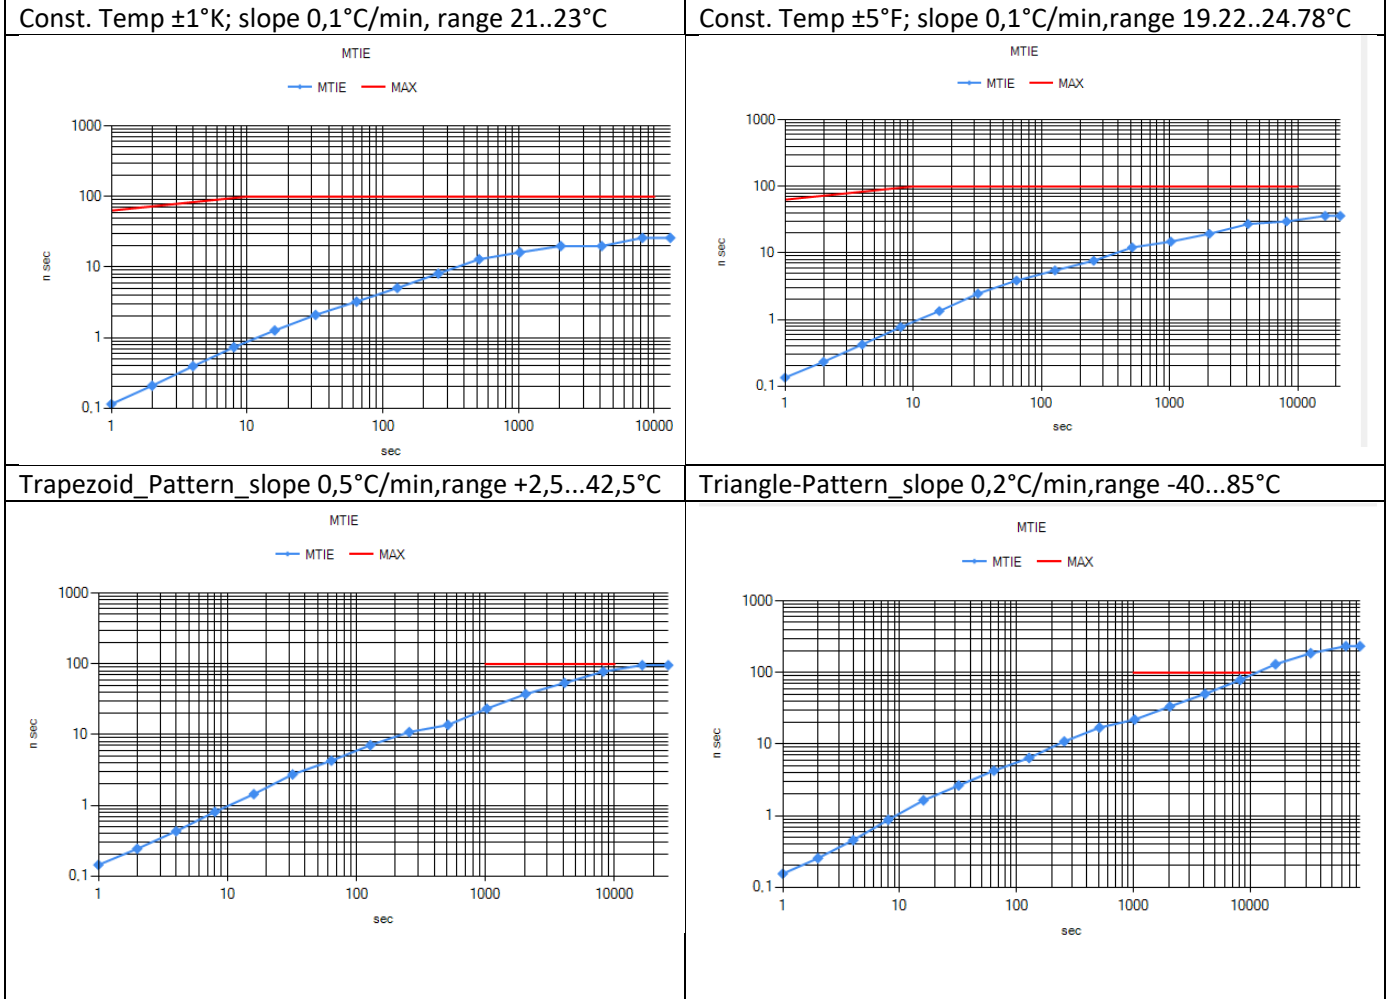 Const. Temp ±1°K; slope 0,1°C/min, range 21..23°C
MTIE
MTIE MAX
1000
100
10
1
0,1
n sec
1 10 100 1000 10000
sec
Const. Temp ±5°F; slope 0,1°C/min,range 19.22..24.78°C
MTIE
MTIE MAX
1000
100
10
1
0.1
n sec
1 10 100 1000 10000
sec
Trapezoid_Pattern_slope 0,5°C/min,range +2,5...42,5°C
MTIE
MTIE MAX
1000
100
10
1
0.1
n sec
1 10 100 1000 10000
sec
Triangle-Pattern_slope 0,2°C/min,range -40...85°C
MTIE
MTIE MAX
1000
100
10
1
0,1
n sec
1 10 100 1000 10000
sec